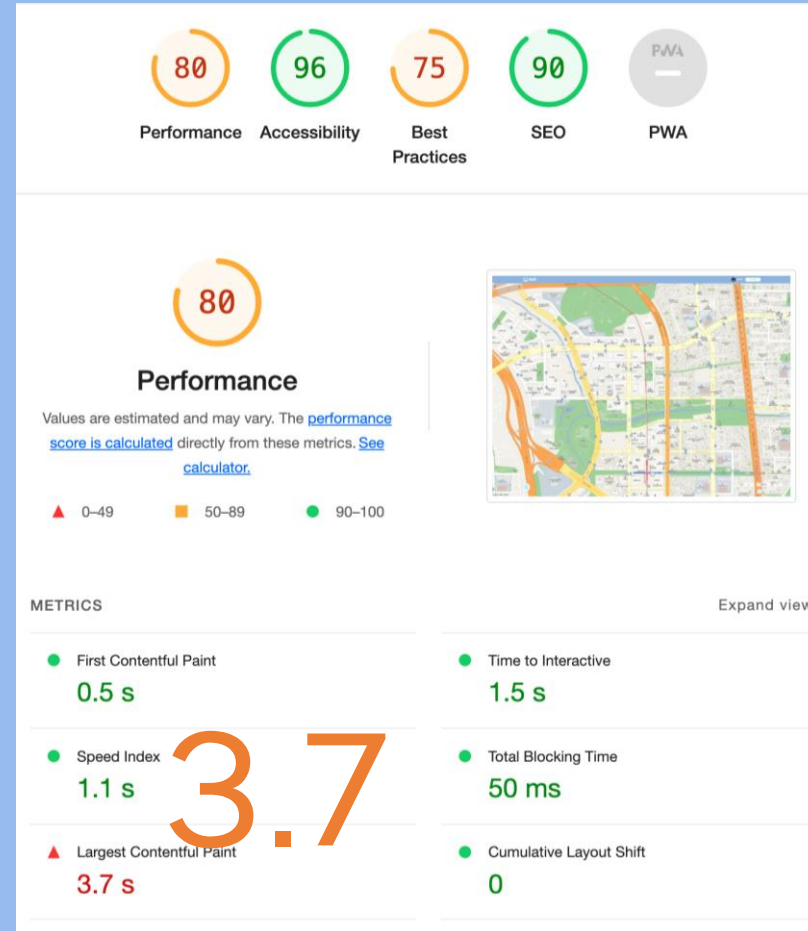 80
96
75
90
PWA
Performance
Accessibility
Best
Practices
SEO
PWA
80
Performance
Values are estimated and may vary. The performance
score is calculated directly from these metrics. See
calculator.
0–49
50–89
90–100
METRICS
Expand view
First Contentful Paint
0.5 s
Time to Interactive
1.5 s
Speed Index
1.1 s
3.7
Total Blocking Time
50 ms
Largest Contentful Paint
3.7 s
Cumulative Layout Shift
0